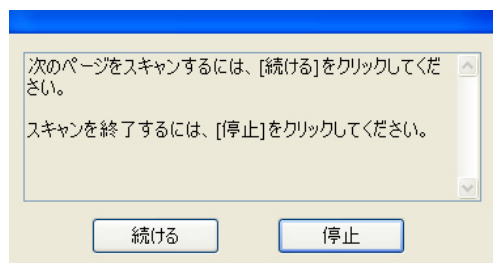 次のページをスキャンするには、[続ける]をクリックしてくだ
さい。
スキャンを終了するには、[停止]をクリックしてください。
続ける
停止